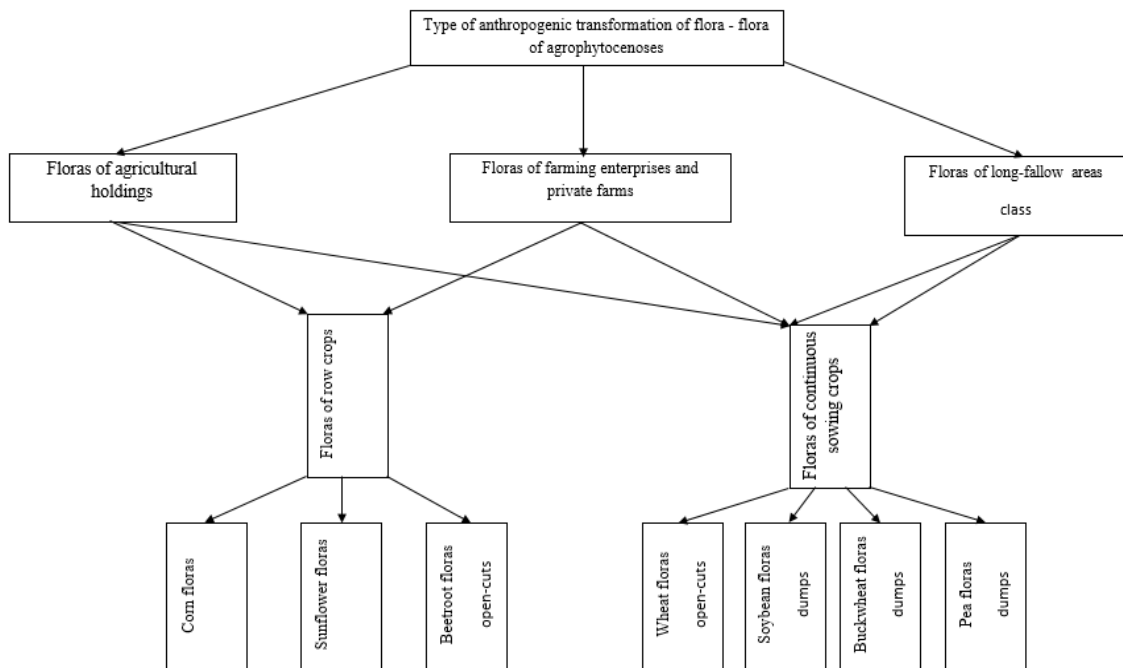 Type of anthropogenic transformation of flora - flora
of agrophytocenoses
Floras of agricultural
holdings
Floras of farming enterprises and
private farms
Floras of long-fallow areas
class
Floras of row crops
Floras of continuous
sowing crops
Corn floras
Sunflower floras
Beetroot floras
open-cuts
Wheat floras
open-cuts
Soybean floras
dumps
Buckwheat floras
dumps
Pea floras
dumps